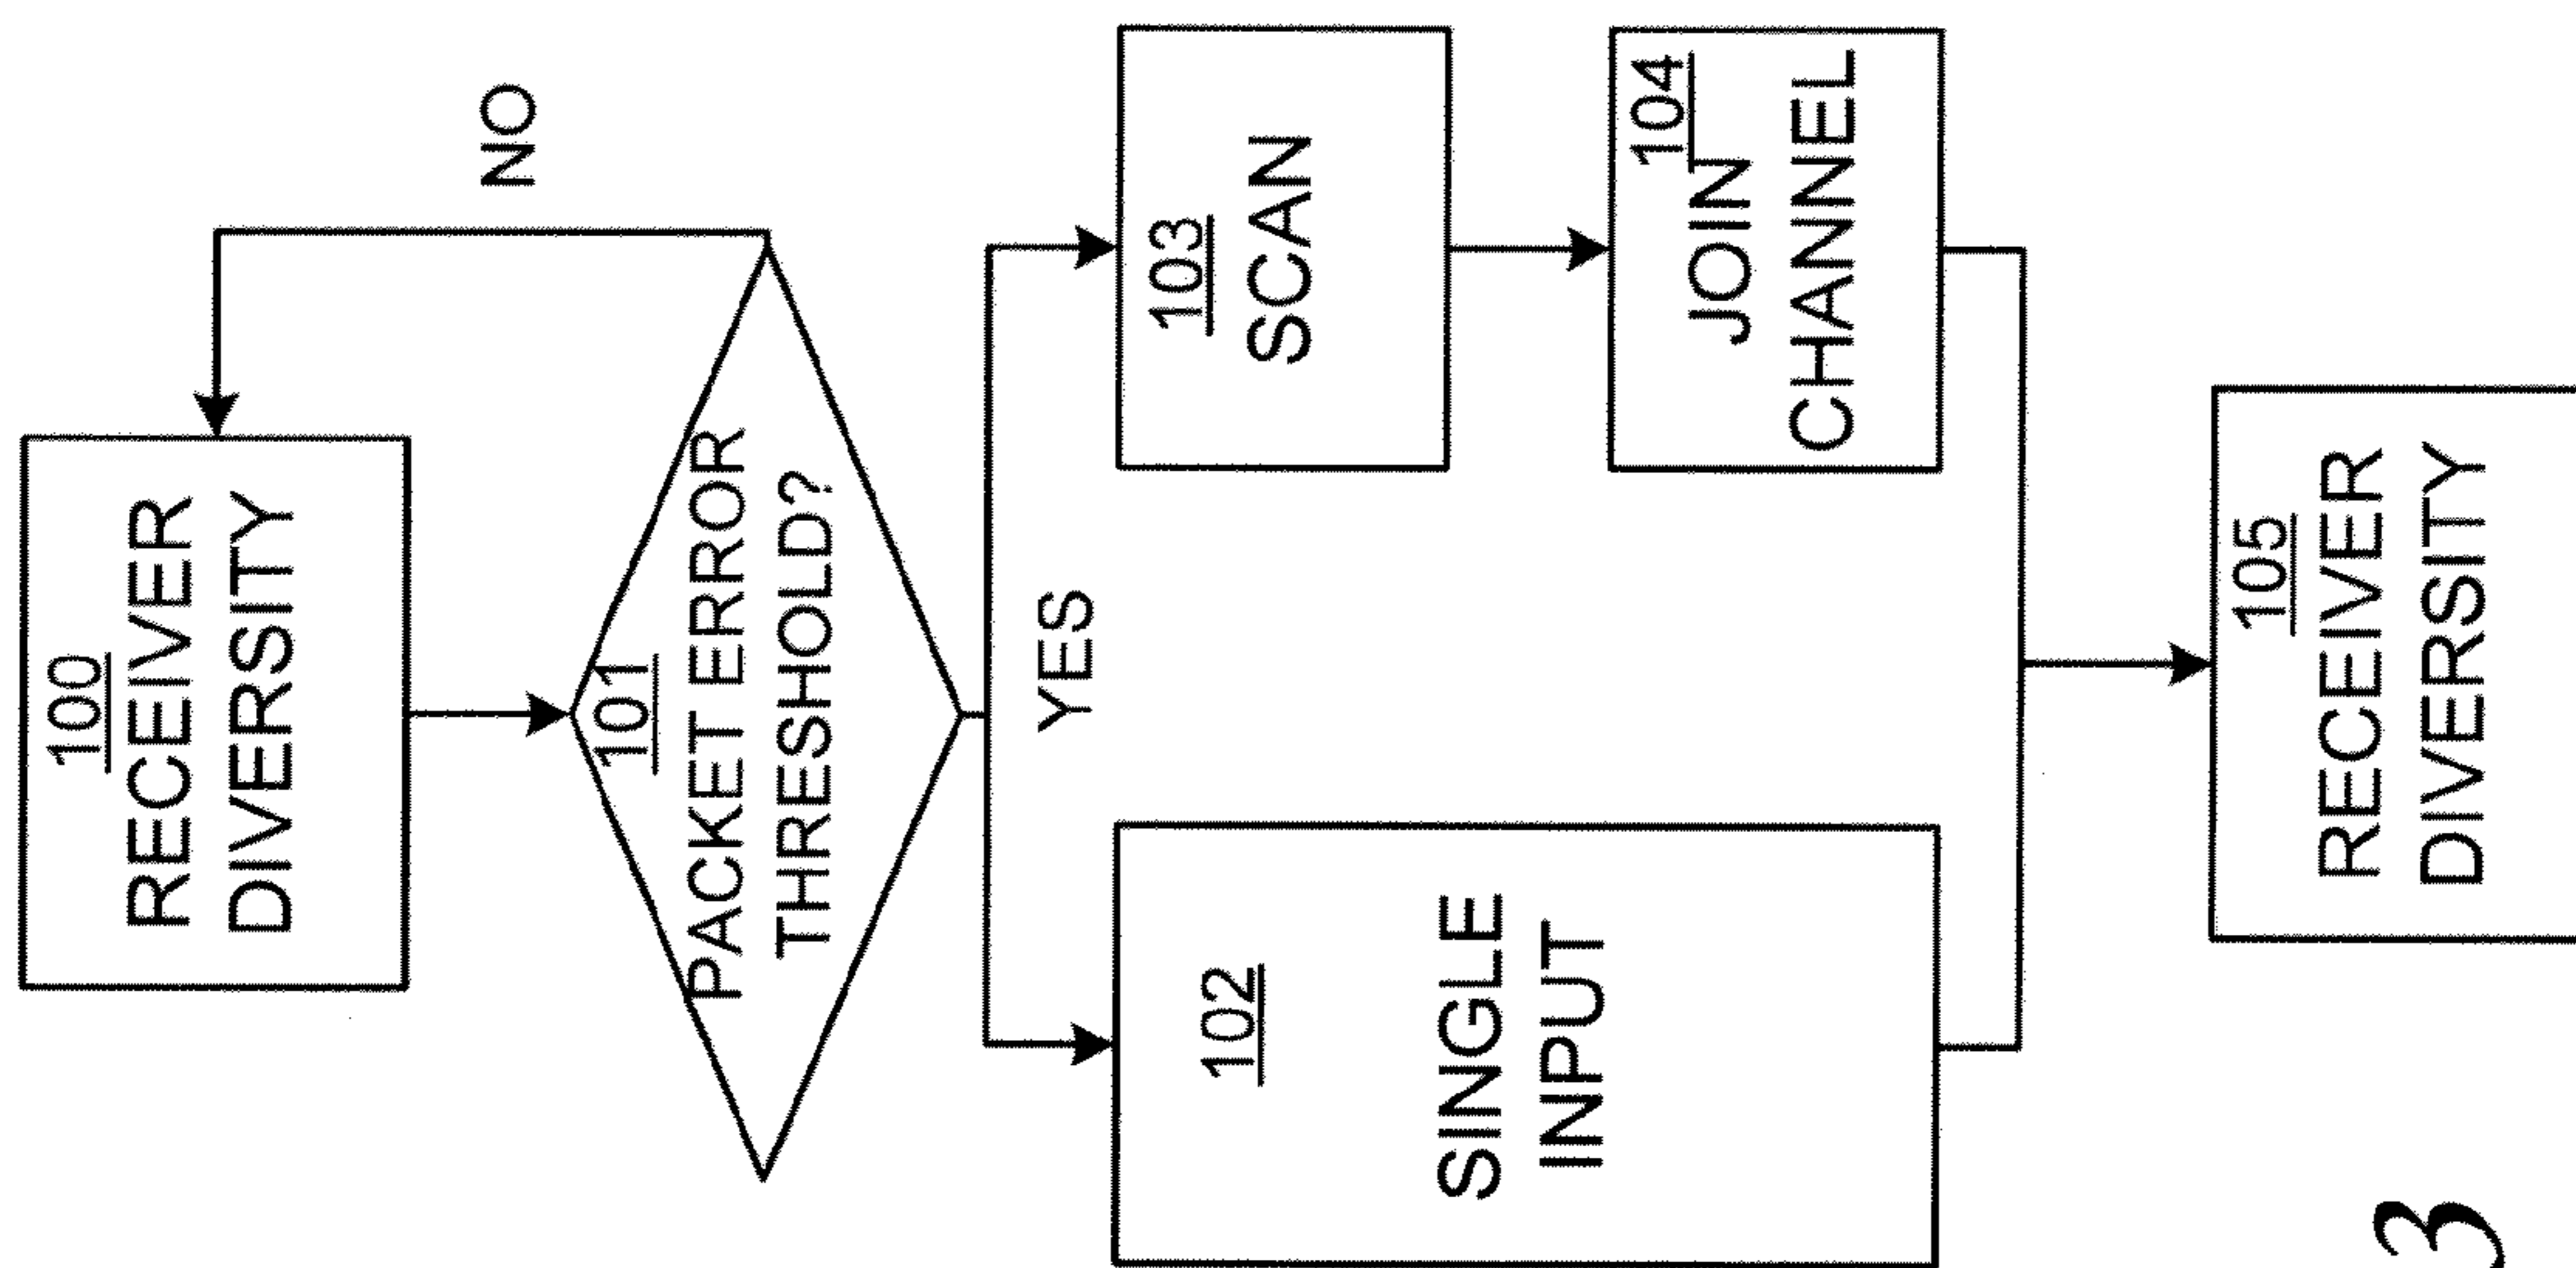 100
RECEIVER
DIVERSITY
NO
101
PACKET ERROR
THRESHOLD?
YES
102
SINGLE
INPUT
103
SCAN
104
JOIN
CHANNEL
105
RECEIVER
DIVERSITY
3